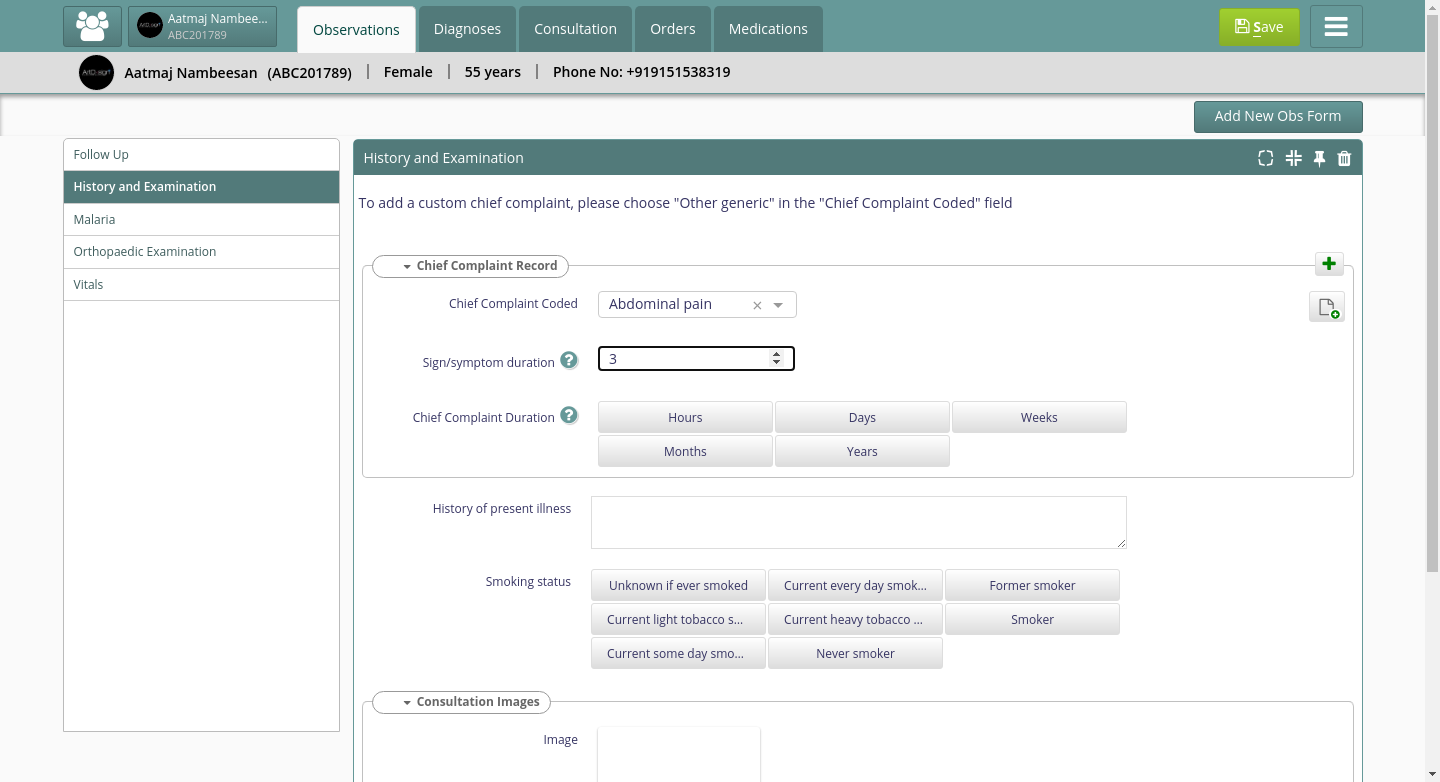 Aatmaj Nambee...
ABC201789
Observations
Diagnoses
Consultation
Orders
Medications
Save
Aatmaj Nambeesan (ABC201789) | Female | 55 years | Phone No: +919151538319
Add New Obs Form
Follow Up
History and Examination
Malaria
Orthopaedic Examination
Vitals
History and Examination
To add a custom chief complaint, please choose "Other generic" in the "Chief Complaint Coded" field
Chief Complaint Record
Chief Complaint Coded
Abdominal pain
Sign/symptom duration ?
3
Chief Complaint Duration ?
Hours
Days
Weeks
Months
Years
History of present illness
Smoking status
Unknown if ever smoked
Current every day smok...
Former smoker
Current light tobacco s...
Current heavy tobacco ...
Smoker
Current some day smo...
Never smoker
Consultation Images
Image